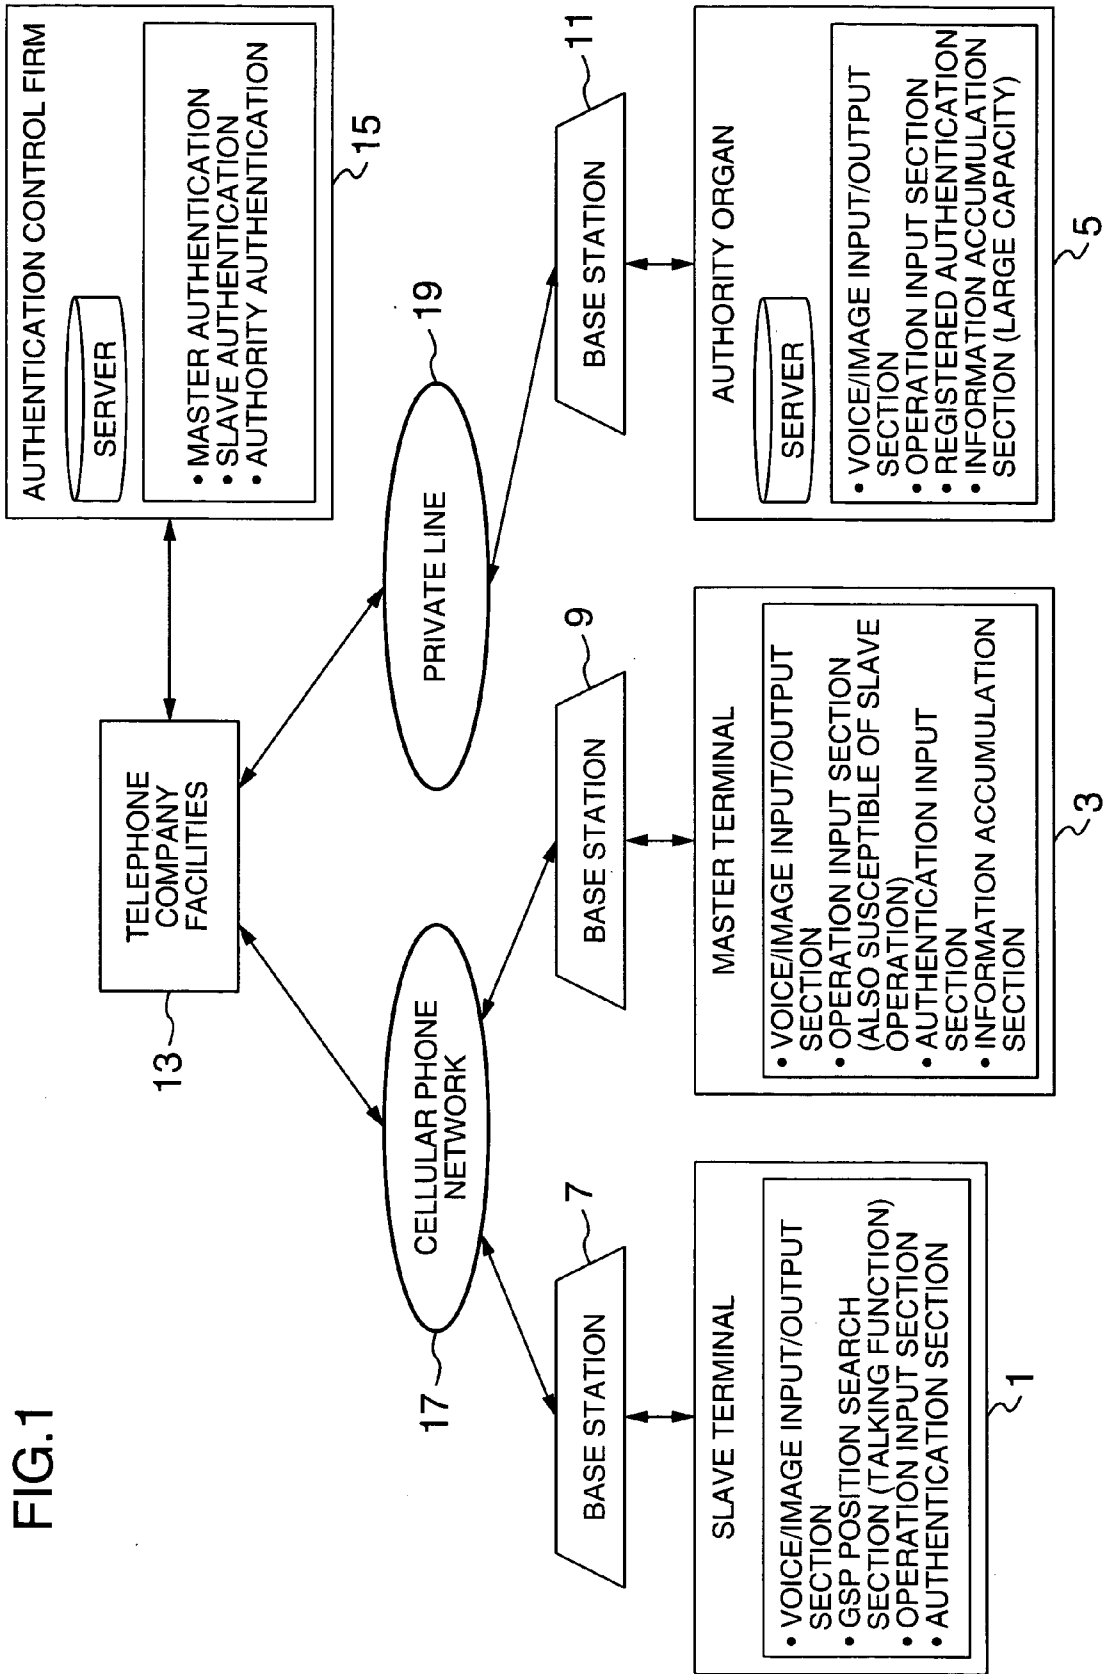 FIG.1
AUTHENTICATION CONTROL FIRM
SERVER
• MASTER AUTHENTICATION
• SLAVE AUTHENTICATION
• AUTHORITY AUTHENTICATION
15
TELEPHONE
COMPANY
FACILITIES
13
CELLULAR PHONE
NETWORK
17
PRIVATE LINE
19
BASE STATION
7
BASE STATION
9
BASE STATION
11
SLAVE TERMINAL
• VOICE/IMAGE INPUT/OUTPUT
SECTION
• GSP POSITION SEARCH
SECTION (TALKING FUNCTION)
• OPERATION INPUT SECTION
• AUTHENTICATION SECTION
1
MASTER TERMINAL
• VOICE/IMAGE INPUT/OUTPUT
SECTION
• OPERATION INPUT SECTION
(ALSO SUSCEPTIBLE OF SLAVE
OPERATION)
• AUTHENTICATION INPUT
SECTION
• INFORMATION ACCUMULATION
SECTION
3
AUTHORITY ORGAN
SERVER
• VOICE/IMAGE INPUT/OUTPUT
SECTION
• OPERATION INPUT SECTION
• REGISTERED AUTHENTICATION
• INFORMATION ACCUMULATION
SECTION (LARGE CAPACITY)
5